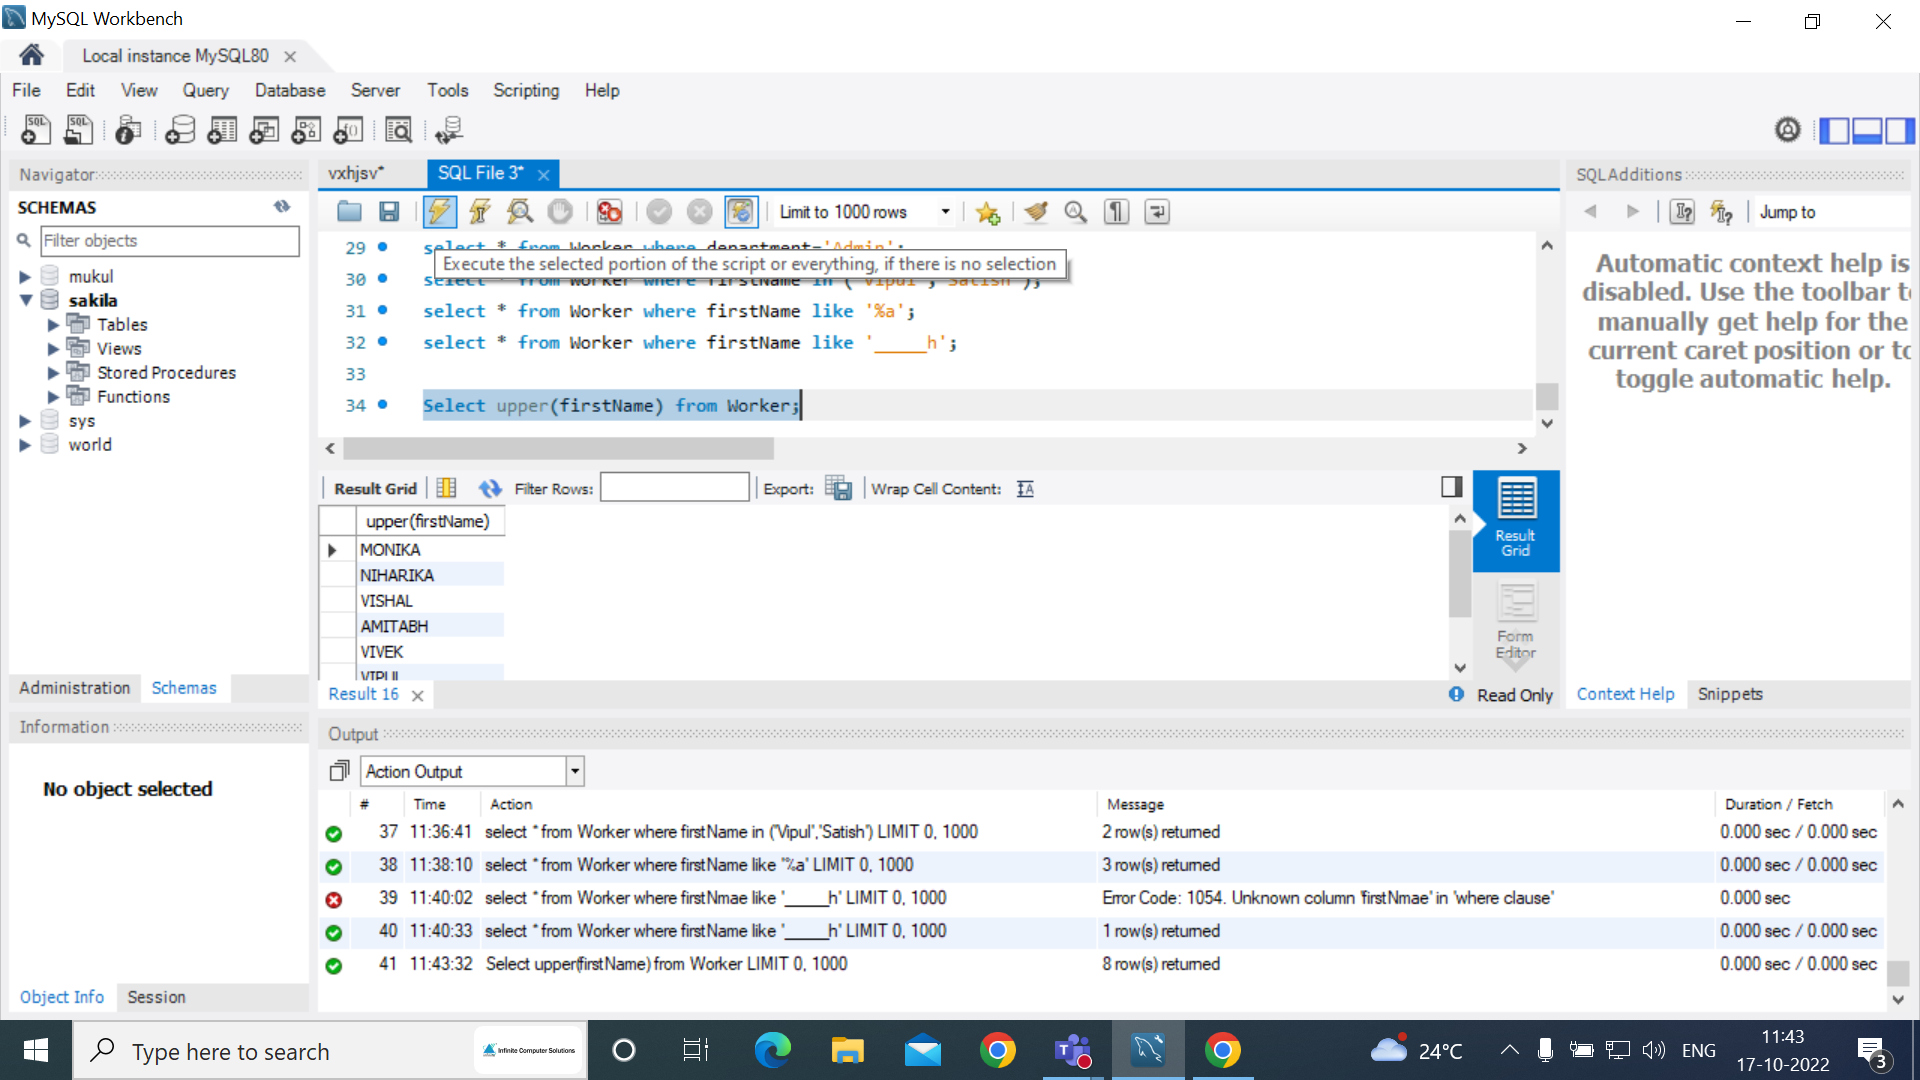 MySQL Workbench
Local instance MySQL80
File Edit View Query Database Server Tools Scripting Help
Navigator
SCHEMAS
Filter objects
mukul
sakila
Tables
Views
Stored Procedures
Functions
sys
world
Administration Schemas
Information
No object selected
Object Info Session
vxhjsv* SQL File 3*
Limit to 1000 rows
29 select * from Worker where department='Admin';
Execute the selected portion of the script or everything, if there is no selection
30 select * from Worker where firstName in ('Vipul','Satish');
31 select * from Worker where firstName like '%a';
32 select * from Worker where firstName like '_____h';
33
34 Select upper(firstName) from Worker;
Result Grid Filter Rows: Export: Wrap Cell Content:
upper(firstName)
MONIKA
NIHARIKA
VISHAL
AMITABH
VIVEK
VIPUL
Result Grid
Form Editor
Result 16
Read Only
SQLAdditions
Jump to
Automatic context help is
disabled. Use the toolbar to
manually get help for the
current caret position or to
toggle automatic help.
Context Help Snippets
Output
Action Output
# Time Action Message Duration / Fetch
37 11:36:41 select * from Worker where firstName in ('Vipul','Satish') LIMIT 0, 1000 2 row(s) returned 0.000 sec / 0.000 sec
38 11:38:10 select * from Worker where firstName like '%a' LIMIT 0, 1000 3 row(s) returned 0.000 sec / 0.000 sec
39 11:40:02 select * from Worker where firstNmae like '_____h' LIMIT 0, 1000 Error Code: 1054. Unknown column 'firstNmae' in 'where clause' 0.000 sec
40 11:40:33 select * from Worker where firstName like '_____h' LIMIT 0, 1000 1 row(s) returned 0.000 sec / 0.000 sec
41 11:43:32 Select upper(firstName) from Worker LIMIT 0, 1000 8 row(s) returned 0.000 sec / 0.000 sec
Type here to search
Infinite Computer Solutions
24°C
ENG
11:43
17-10-2022
3